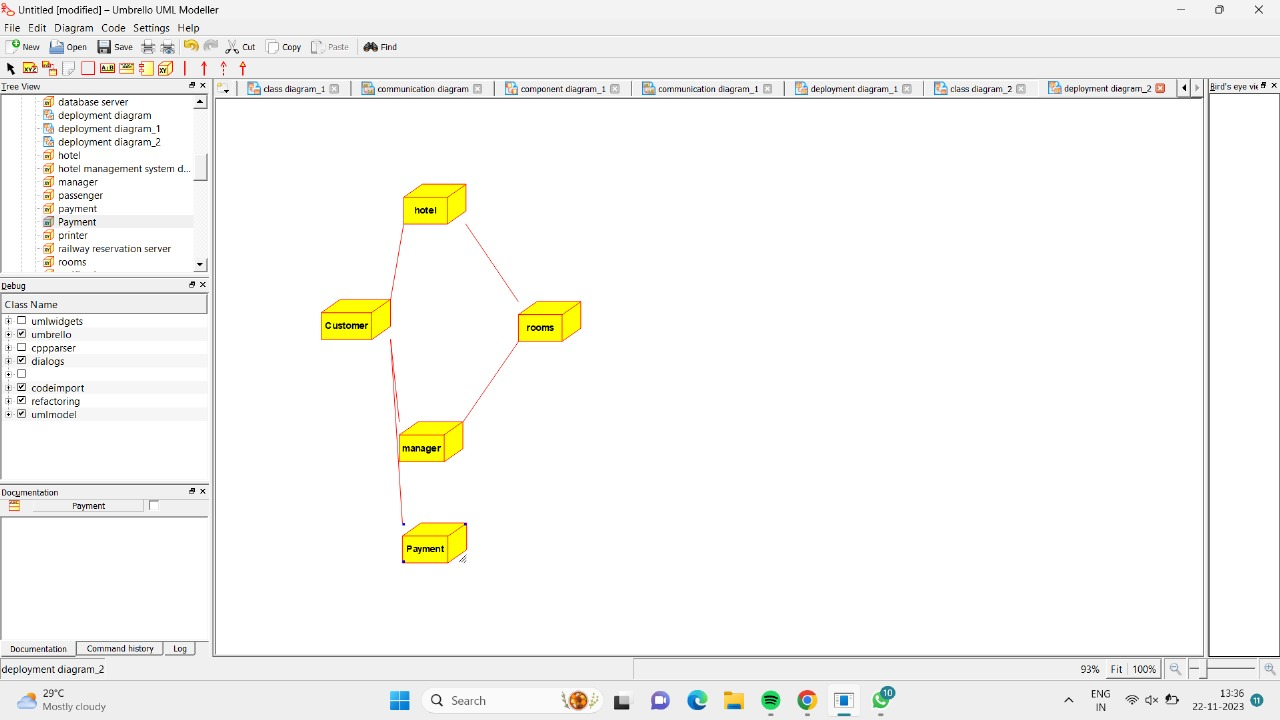 Untitled [modified] – Umbrello UML Modeller
File Edit Diagram Code Settings Help
New Open Save Cut Copy Paste Find
Tree View
class diagram_1 communication diagram component diagram_1 communication diagram_1 deployment diagram_1 class diagram_2 deployment diagram_2
Bird's eye vie
database server
deployment diagram
deployment diagram_1
deployment diagram_2
hotel
hotel management system d...
manager
passenger
payment
Payment
printer
railway reservation server
rooms
Debug
Class Name
umlwidgets
umbrello
cppparser
dialogs
codeimport
refactoring
umlmodel
Documentation
Payment
Documentation Command history Log
hotel
Customer
rooms
manager
Payment
deployment diagram_2
93% Fit 100%
29°C
Mostly cloudy
Search
10
ENG
IN
13:36
22-11-2023
11